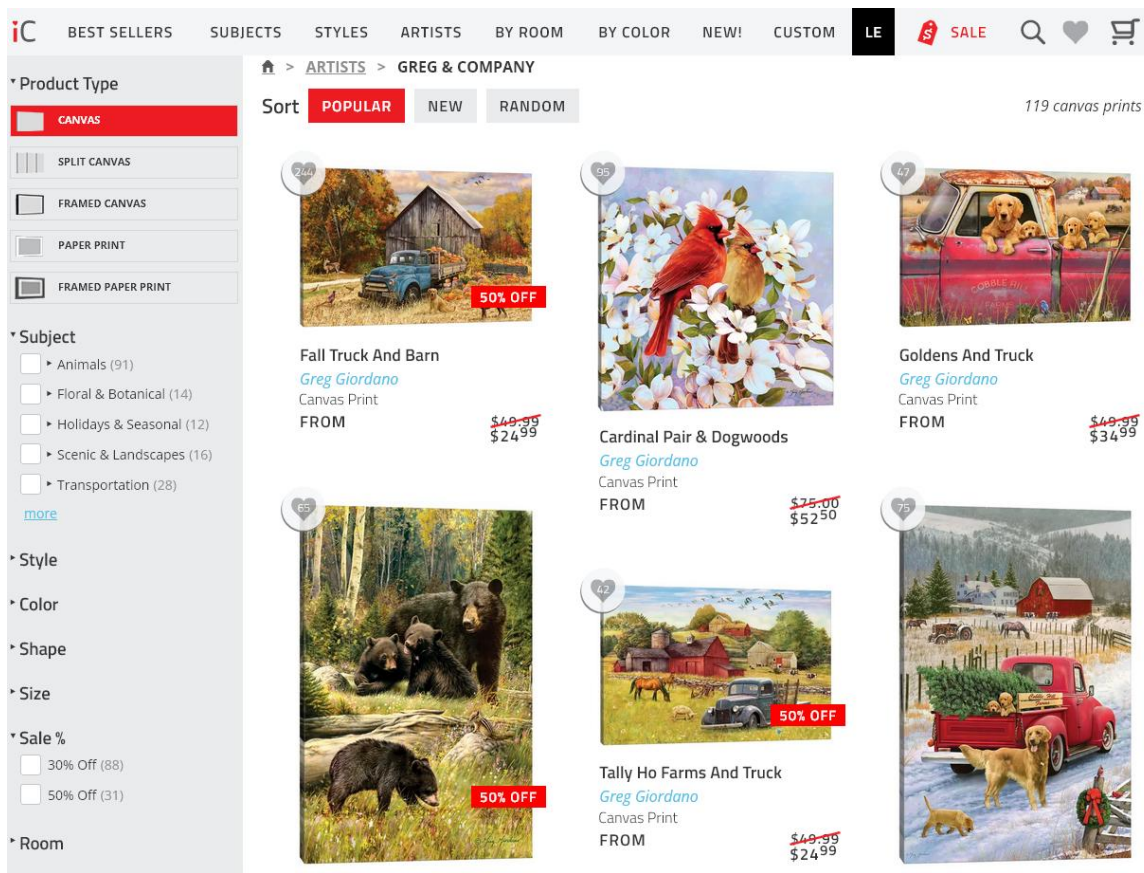 iC BEST SELLERS SUBJECTS STYLES ARTISTS BY ROOM BY COLOR NEW! CUSTOM LE SALE
> ARTISTS > GREG & COMPANY
Product Type
CANVAS
SPLIT CANVAS
FRAMED CANVAS
PAPER PRINT
FRAMED PAPER PRINT
Subject
Animals (91)
Floral & Botanical (14)
Holidays & Seasonal (12)
Scenic & Landscapes (16)
Transportation (28)
more
Style
Color
Shape
Size
Sale %
30% Off (88)
50% Off (31)
Room
Sort POPULAR NEW RANDOM
119 canvas prints
244
50% OFF
Fall Truck And Barn
Greg Giordano
Canvas Print
FROM
$49.99
$24.99
95
Cardinal Pair & Dogwoods
Greg Giordano
Canvas Print
FROM
$75.00
$52.50
47
COBBLE HILL
FARMS
Goldens And Truck
Greg Giordano
Canvas Print
FROM
$49.99
$34.99
65
50% OFF
42
50% OFF
Tally Ho Farms And Truck
Greg Giordano
Canvas Print
FROM
$49.99
$24.99
75
Cobble Hill